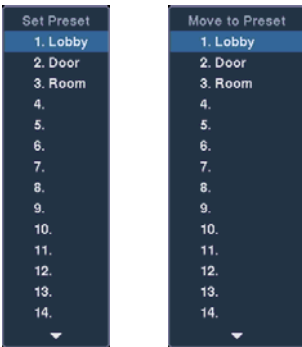 Set Preset
1. Lobby
2. Door
3. Room
4.
5.
6.
7.
8.
9.
10.
11.
12.
13.
14.
Move to Preset
1. Lobby
2. Door
3. Room
4.
5.
6.
7.
8.
9.
10.
11.
12.
13.
14.